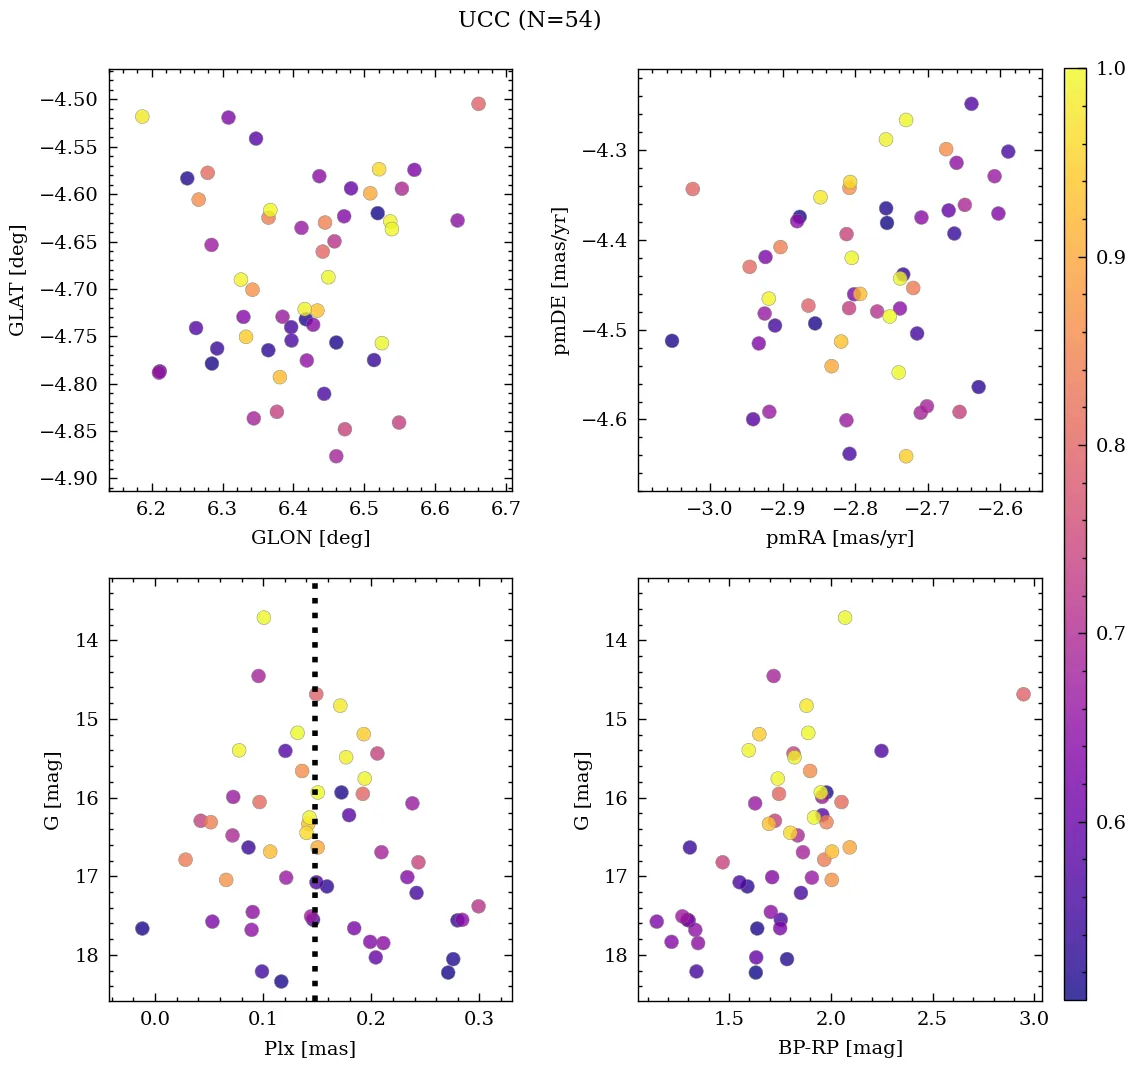 UCC (N=54)
−4.50
−4.55
−4.60
−4.65
−4.70
−4.75
−4.80
−4.85
−4.90
GLAT [deg]
6.2 6.3 6.4 6.5 6.6 6.7
GLON [deg]
−4.3
−4.4
−4.5
−4.6
pmDE [mas/yr]
−3.0 −2.9 −2.8 −2.7 −2.6
pmRA [mas/yr]
1.0
0.9
0.8
0.7
0.6
14
15
16
17
18
G [mag]
0.0 0.1 0.2 0.3
Plx [mas]
14
15
16
17
18
G [mag]
1.5 2.0 2.5 3.0
BP-RP [mag]